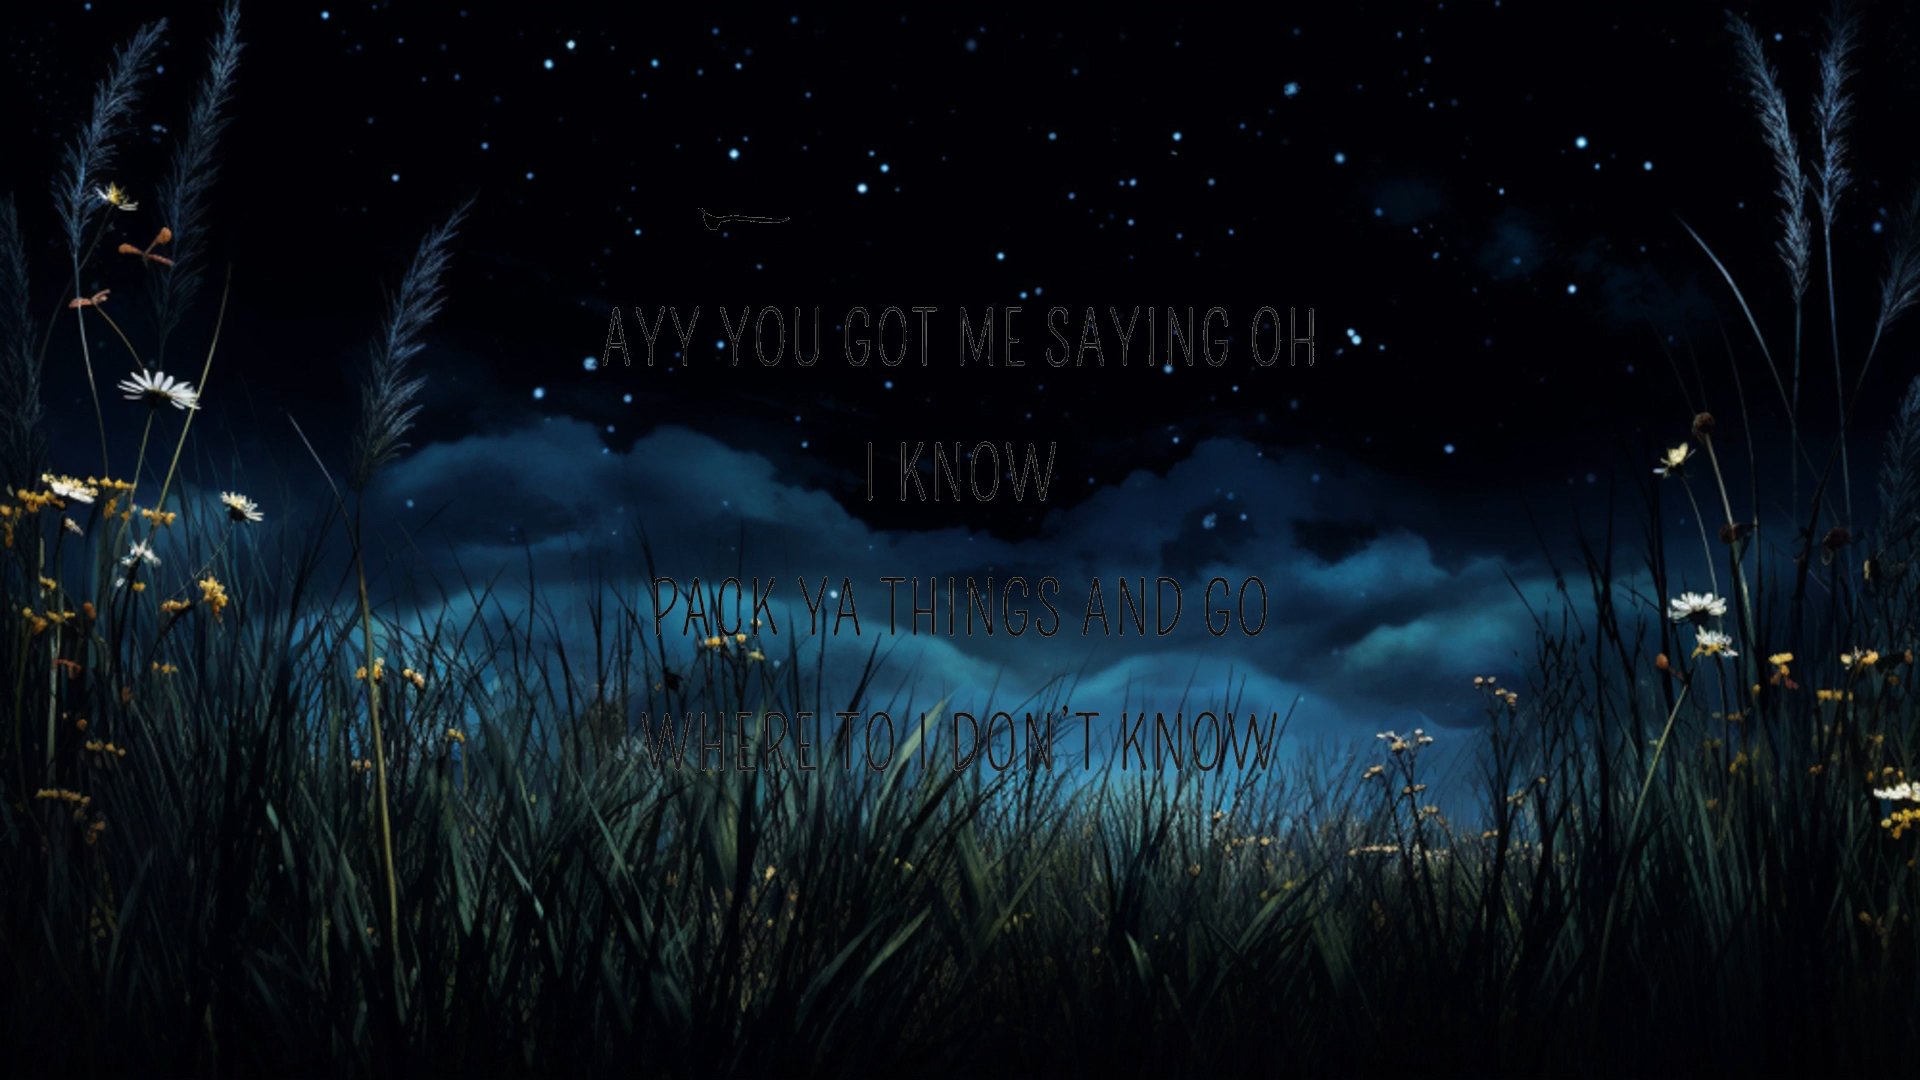 AYY YOU GOT ME SAYING OH
I KNOW
PACK YA THINGS AND GO
WHERE TO I DON'T KNOW